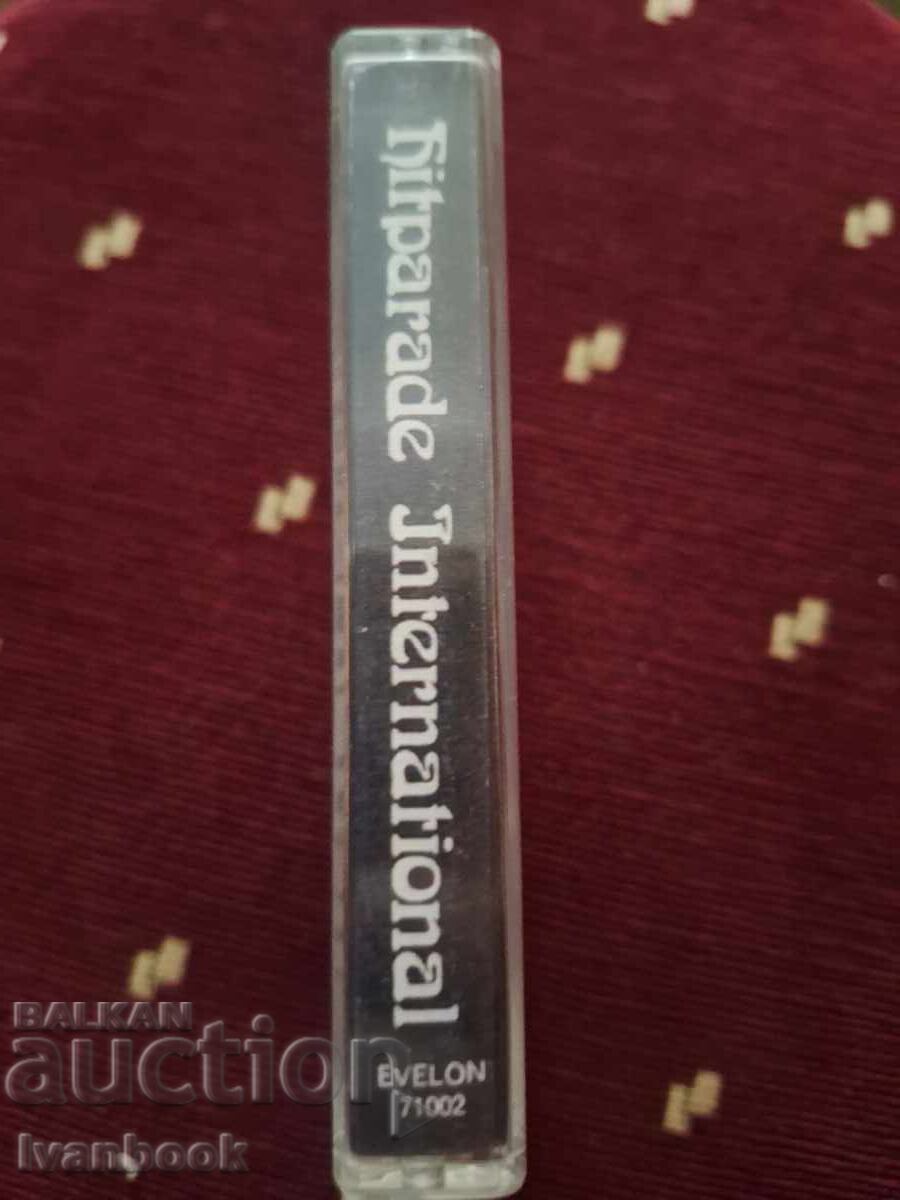 Hitparade International
EVELON
71002
BALKAN
auction
Ivanbook